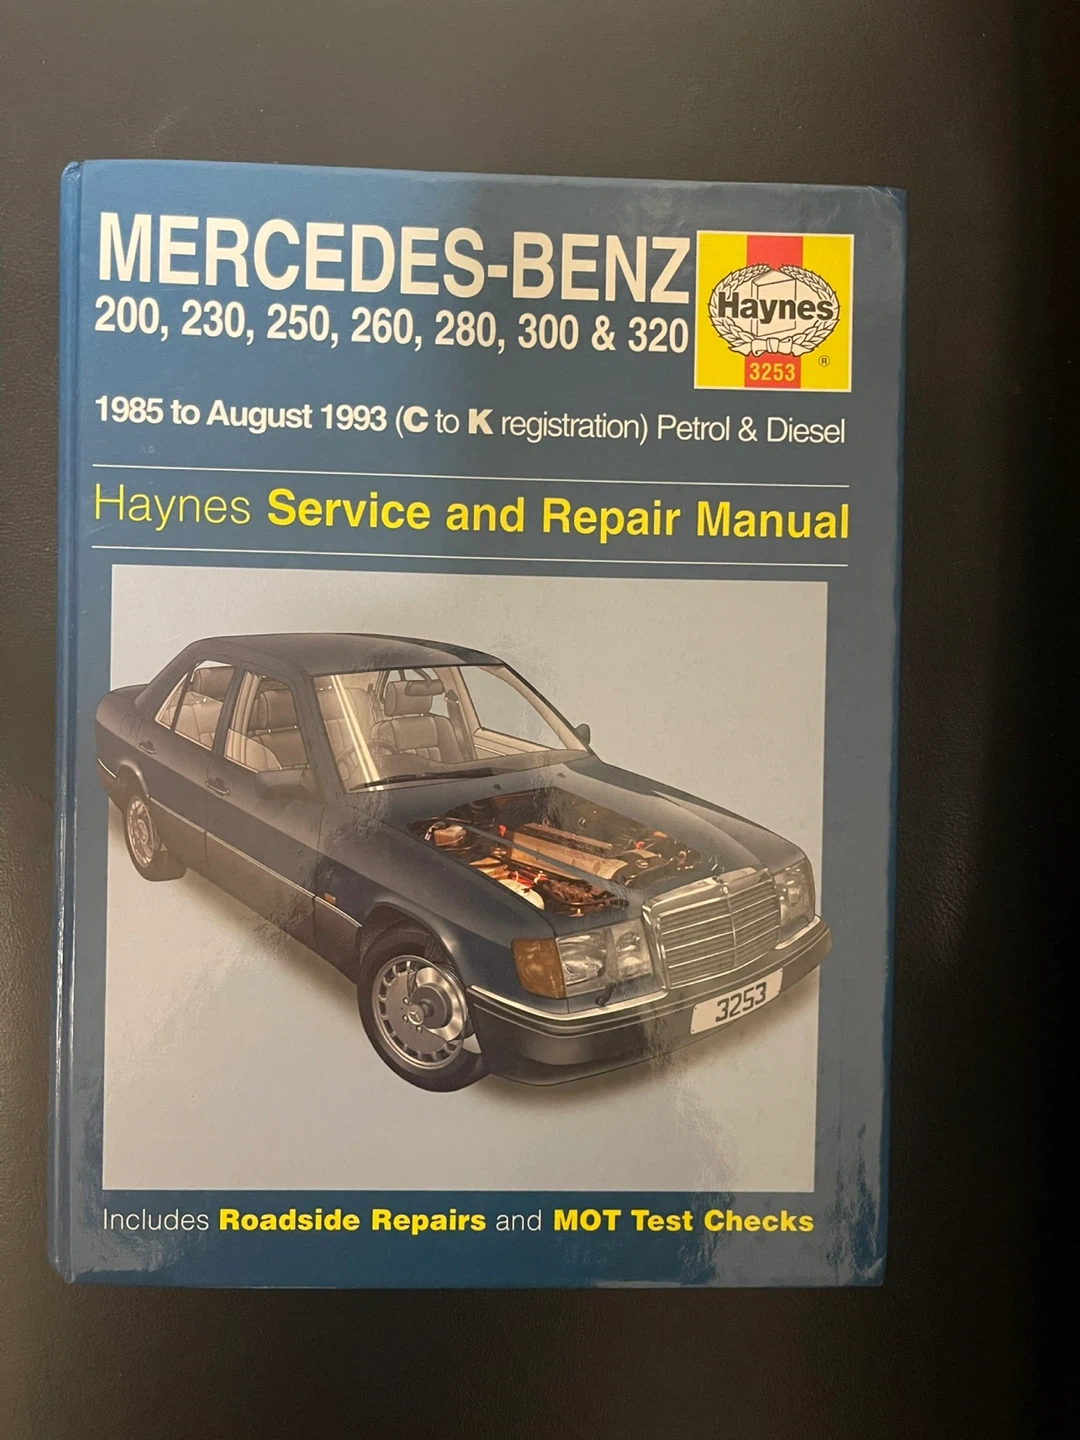 MERCEDES-BENZ
200, 230, 250, 260, 280, 300 & 320
Haynes
®
3253
1985 to August 1993 (C to K registration) Petrol & Diesel
Haynes Service and Repair Manual
3253
Includes Roadside Repairs and MOT Test Checks